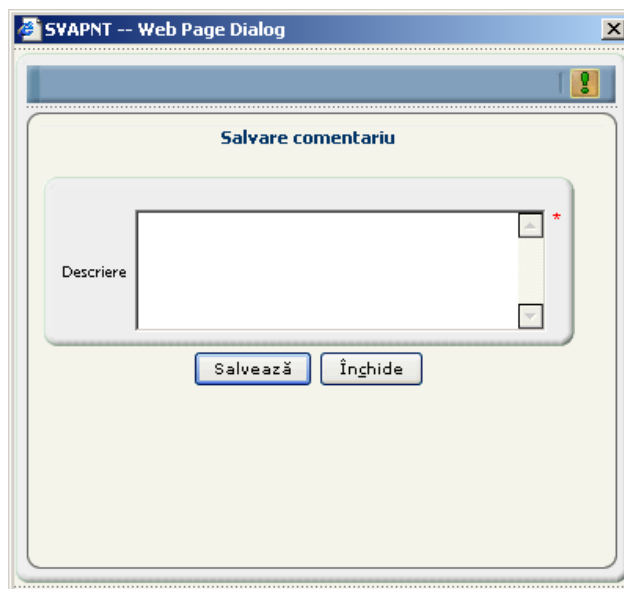 SVAPNT -- Web Page Dialog
Salvare comentariu
Descriere
*
Salvează Închide